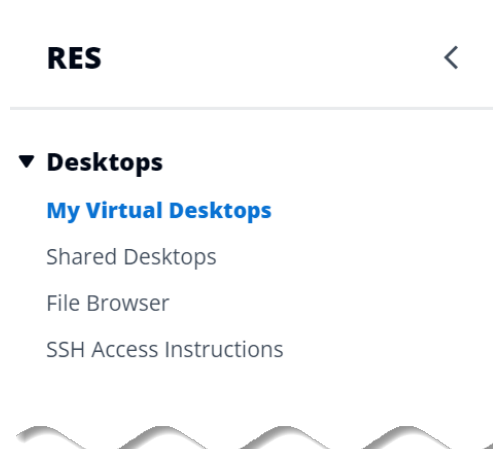 RES
Desktops
My Virtual Desktops
Shared Desktops
File Browser
SSH Access Instructions